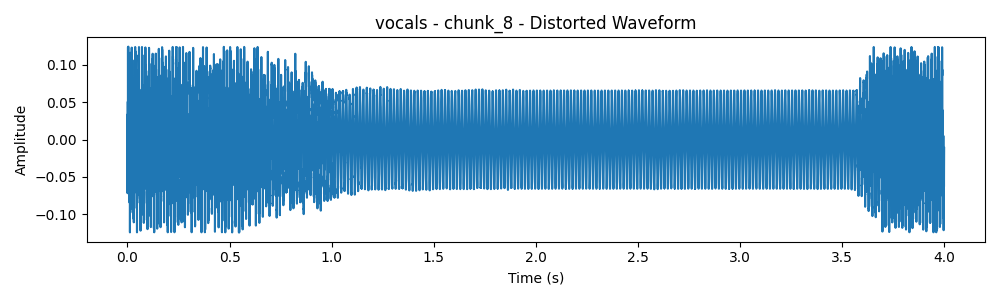 vocals - chunk_8 - Distorted Waveform
Amplitude
0.10
0.05
0.00
−0.05
−0.10
0.0 0.5 1.0 1.5 2.0 2.5 3.0 3.5 4.0
Time (s)